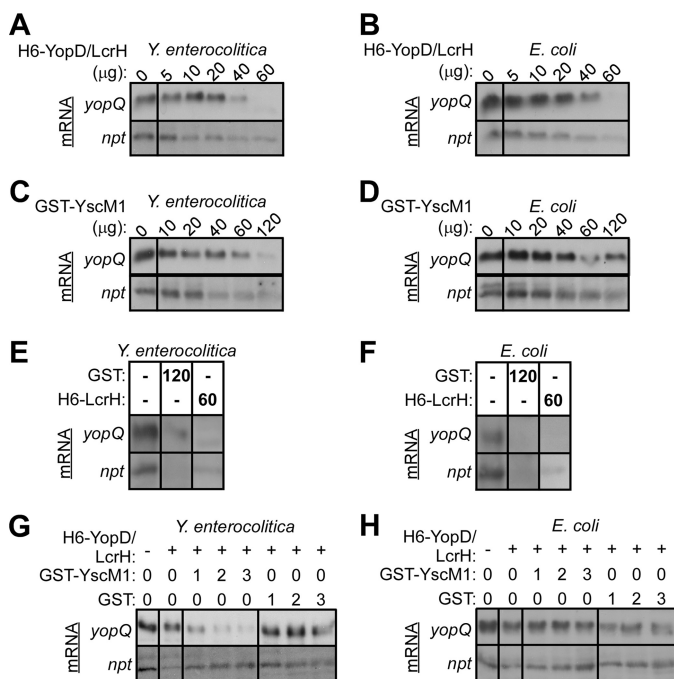 A
H6-YopD/LcrH Y. enterocolitica
(µg): 0 5 10 20 40 60
mRNA
yopQ
npt
B
H6-YopD/LcrH E. coli
(µg): 0 5 10 20 40 60
mRNA
yopQ
npt
C
GST-YscM1 Y. enterocolitica
(µg): 0 10 20 40 60 120
mRNA
yopQ
npt
D
GST-YscM1 E. coli
(µg): 0 10 20 40 60 120
mRNA
yopQ
npt
E
Y. enterocolitica
GST: - 120 -
H6-LcrH: - - 60
mRNA
yopQ
npt
F
E. coli
GST: - 120 -
H6-LcrH: - - 60
mRNA
yopQ
npt
G
Y. enterocolitica
H6-YopD/
LcrH: - + + + + + + +
GST-YscM1: 0 0 1 2 3 0 0 0
GST: 0 0 0 0 0 1 2 3
mRNA
yopQ
npt
H
E. coli
H6-YopD/
LcrH: - + + + + + + +
GST-YscM1: 0 0 1 2 3 0 0 0
GST: 0 0 0 0 0 1 2 3
mRNA
yopQ
npt